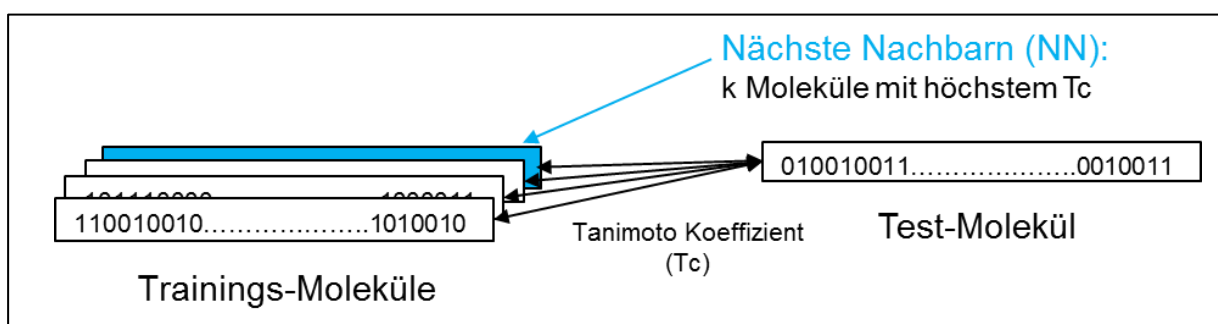 Nächste Nachbarn (NN):
k Moleküle mit höchstem Tc
010010011……………..0010011
110010010……………..1010010
Tanimoto Koeffizient
(Tc)
Test-Molekül
Trainings-Moleküle